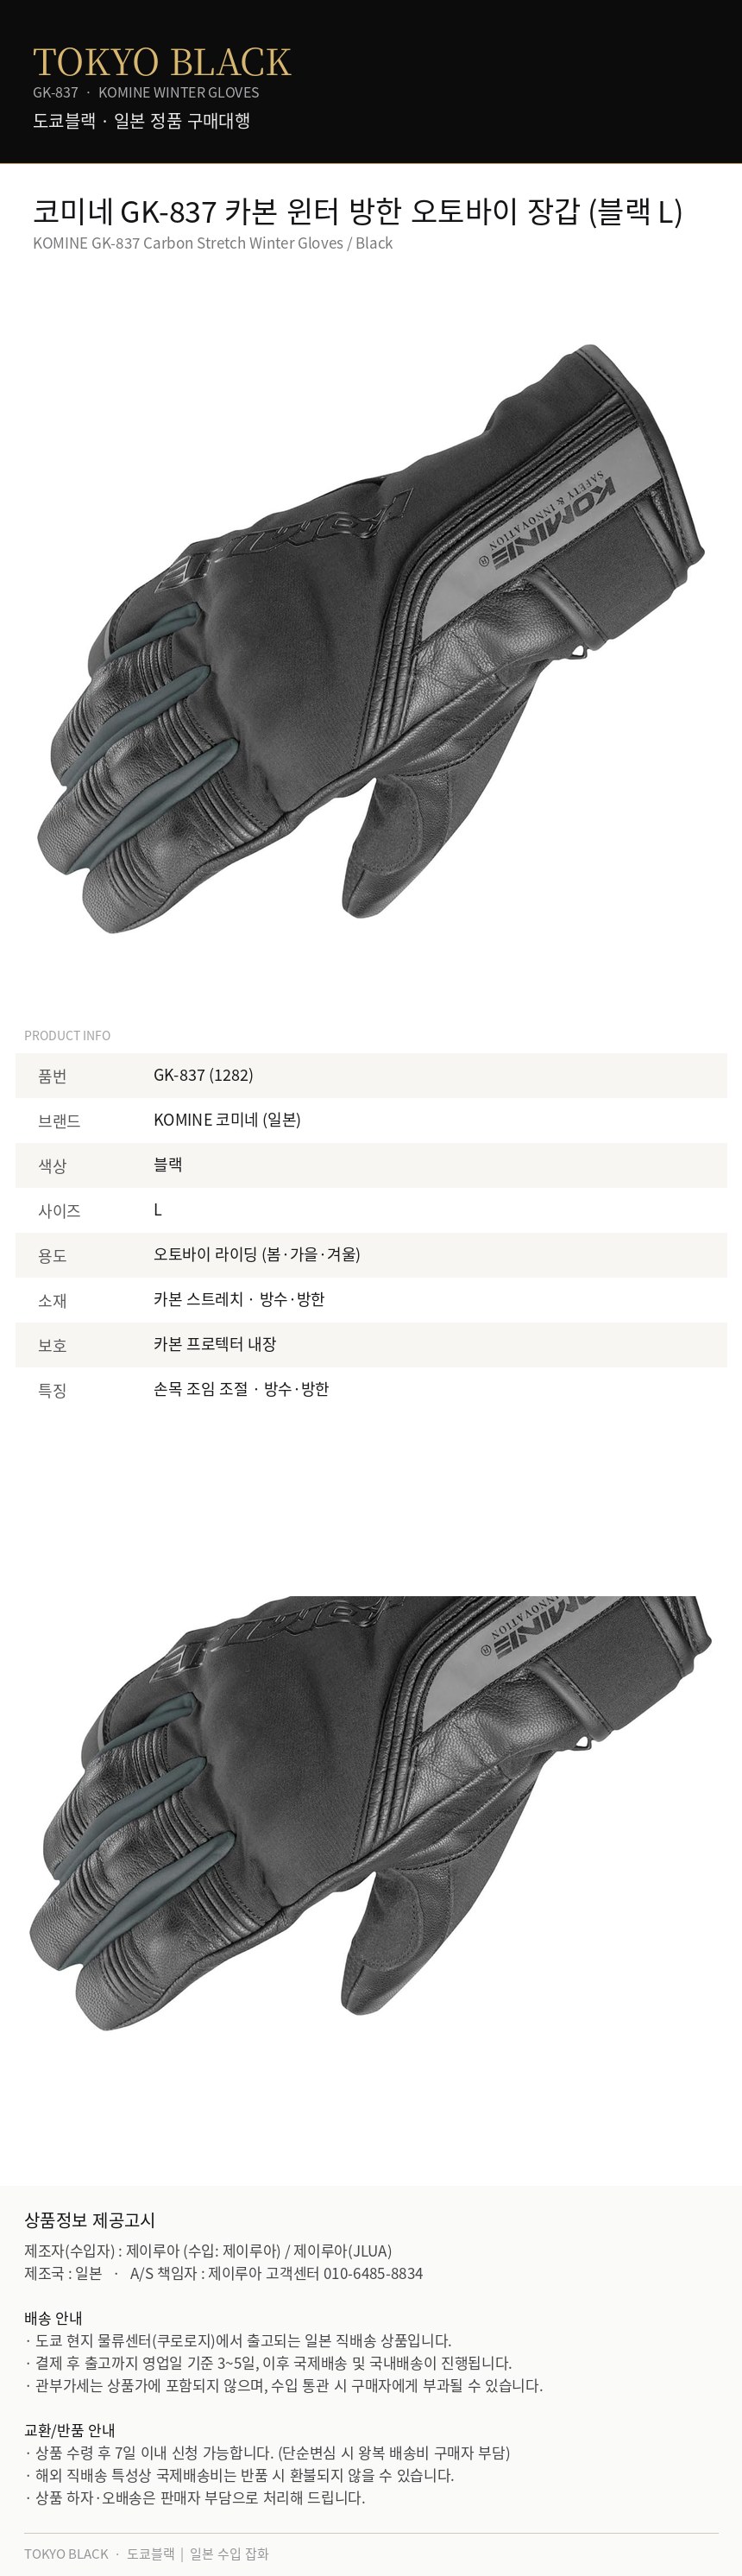 TOKYO BLACK
GK-837 · KOMINE WINTER GLOVES
도쿄블랙 · 일본 정품 구매대행
코미네 GK-837 카본 윈터 방한 오토바이 장갑 (블랙 L)
KOMINE GK-837 Carbon Stretch Winter Gloves / Black
KOMINE
SAFETY & INNOVATION
KOMINE®
PRODUCT INFO
품번 GK-837 (1282)
브랜드 KOMINE 코미네 (일본)
색상 블랙
사이즈 L
용도 오토바이 라이딩 (봄·가을·겨울)
소재 카본 스트레치 · 방수·방한
보호 카본 프로텍터 내장
특징 손목 조임 조절 · 방수·방한
상품정보 제공고시
제조자(수입자) : 제이루아 (수입: 제이루아) / 제이루아(JLUA)
제조국 : 일본 · A/S 책임자 : 제이루아 고객센터 010-6485-8834
배송 안내
· 도쿄 현지 물류센터(쿠로로지)에서 출고되는 일본 직배송 상품입니다.
· 결제 후 출고까지 영업일 기준 3~5일, 이후 국제배송 및 국내배송이 진행됩니다.
· 관부가세는 상품가에 포함되지 않으며, 수입 통관 시 구매자에게 부과될 수 있습니다.
교환/반품 안내
· 상품 수령 후 7일 이내 신청 가능합니다. (단순변심 시 왕복 배송비 구매자 부담)
· 해외 직배송 특성상 국제배송비는 반품 시 환불되지 않을 수 있습니다.
· 상품 하자·오배송은 판매자 부담으로 처리해 드립니다.
TOKYO BLACK · 도쿄블랙 | 일본 수입 잡화